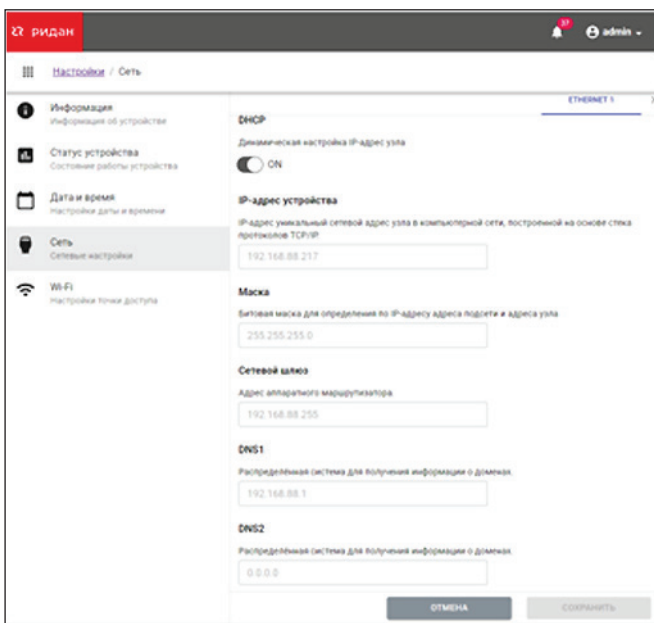 ридан
37
admin
Настройки / Сеть
ETHERNET 1
Информация
Информация об устройстве
Статус устройства
Состояние работы устройства
Дата и время
Настройки даты и времени
Сеть
Сетевые настройки
Wi-Fi
Настройки точки доступа
DHCP
Динамическая настройка IP-адрес узла
ON
IP-адрес устройства
IP-адрес уникальный сетевой адрес узла в компьютерной сети, построенной на основе стека
протоколов TCP/IP
192.168.88.217
Маска
Битовая маска для определения по IP-адресу адреса подсети и адреса узла
255.255.255.0
Сетевой шлюз
Адрес аппаратного маршрутизатора
192.168.88.255
DNS1
Распределённая система для получения информации о доменах.
192.168.88.1
DNS2
Распределённая система для получения информации о доменах.
0.0.0.0
ОТМЕНА
СОХРАНИТЬ